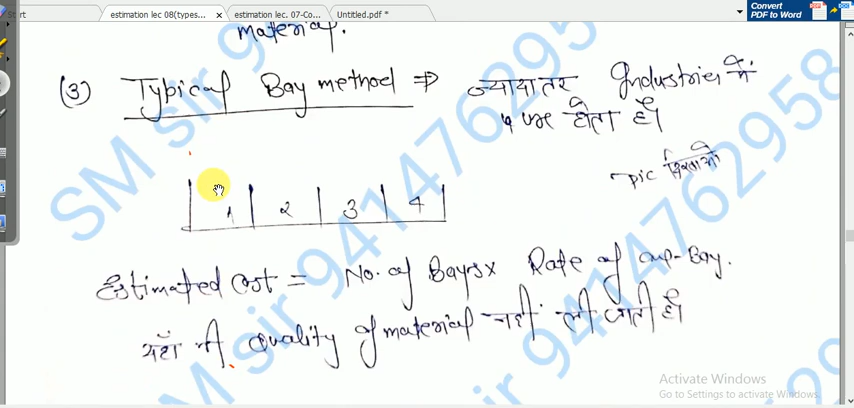 Start
estimation lec 08(types... ×
estimation lec. 07-Co...
Untitled.pdf *
Convert
PDF to Word
material.
(3) Typical Bay method ⇒ ज्यादातर Industries में
use होता है।
pic दिखाओ
1 2 3 4
Estimated Cost = No. of Bays × Rate of one-Bay.
यहाँ भी Quality of material नहीं ली जाती है।
SM sir 9414762958
Activate Windows
Go to Settings to activate Windows.